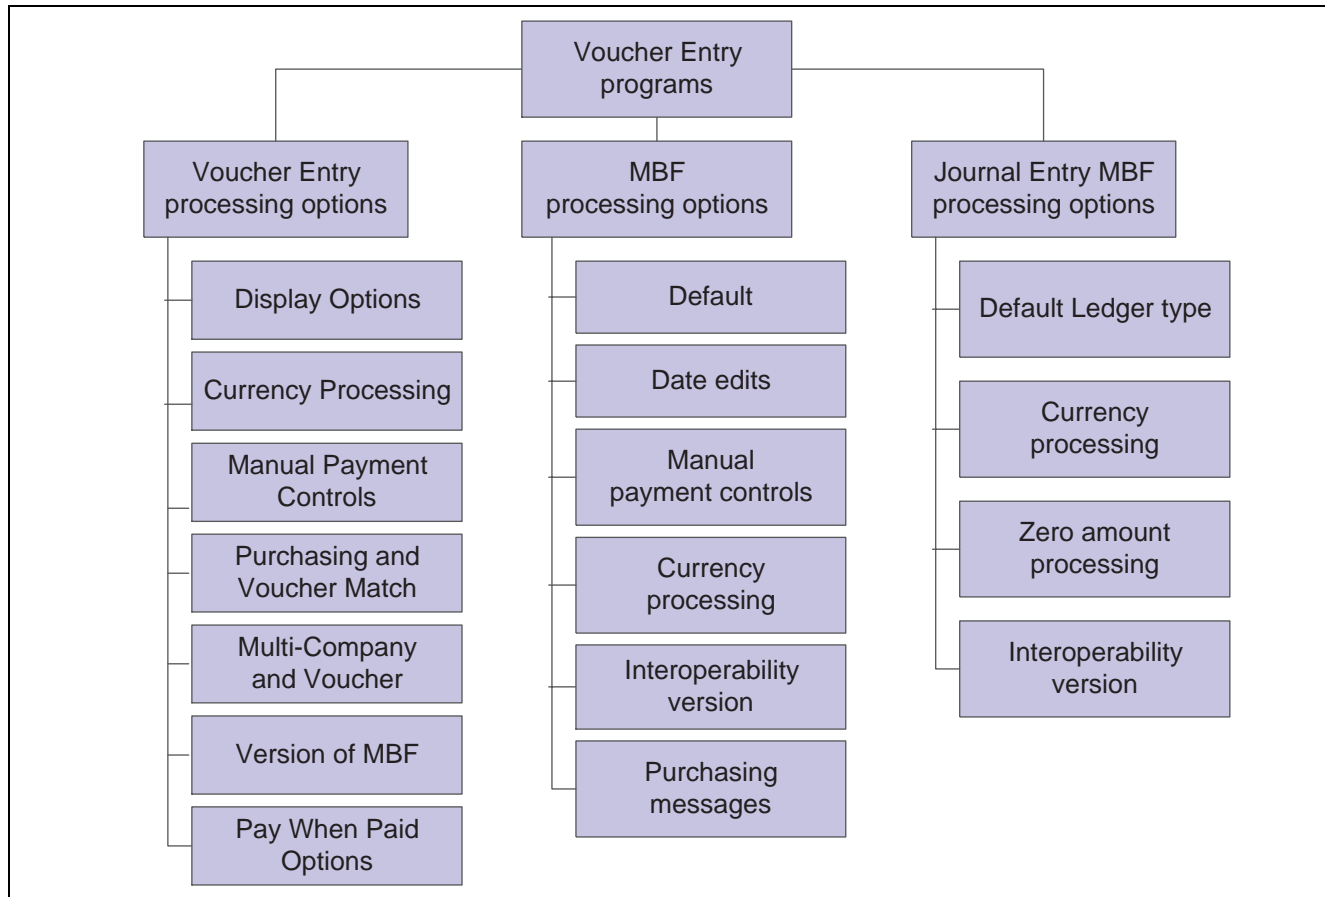 Voucher Entry
programs
Voucher Entry
processing options
MBF
processing options
Journal Entry MBF
processing options
Display Options
Currency Processing
Manual Payment
Controls
Purchasing and
Voucher Match
Multi-Company
and Voucher
Version of MBF
Pay When Paid
Options
Default
Date edits
Manual
payment controls
Currency
processing
Interoperability
version
Purchasing
messages
Default Ledger type
Currency
processing
Zero amount
processing
Interoperability
version